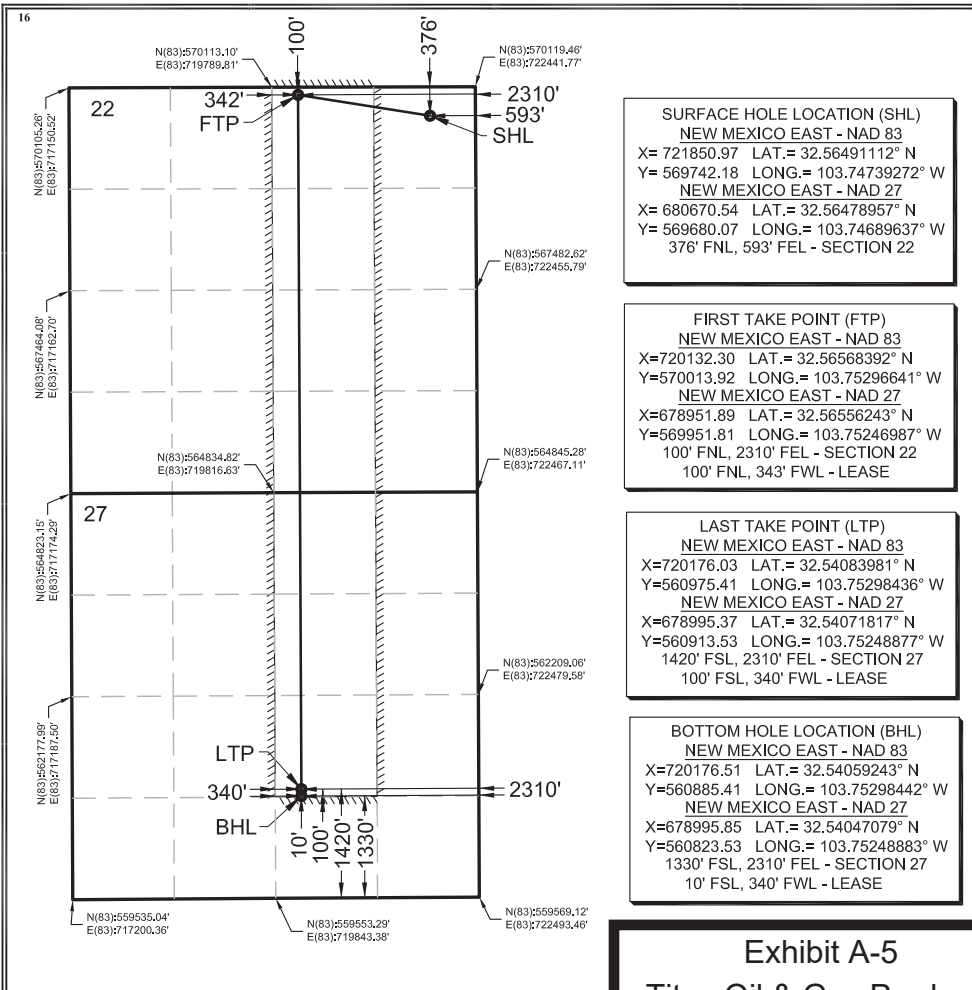 16
100'
376'
N(83):570113.10'
E(83):719789.81'
N(83):570119.46'
E(83):722441.77'
342'
2310'
22
FTP
593'
SHL
N(83):570105.26'
E(83):717150.52'
N(83):567482.62'
E(83):722455.79'
N(83):567464.08'
E(83):717162.70'
N(83):564834.82'
E(83):719816.63'
N(83):564845.28'
E(83):722467.11'
27
N(83):564823.15'
E(83):717174.29'
N(83):562209.06'
E(83):722479.58'
N(83):562177.99'
E(83):717187.50'
LTP
340'
2310'
BHL
10'
100'
1420'
1330'
N(83):559535.04'
E(83):717200.36'
N(83):559553.29'
E(83):719843.38'
N(83):559569.12'
E(83):722493.46'
SURFACE HOLE LOCATION (SHL)
NEW MEXICO EAST - NAD 83
X= 721850.97 LAT.= 32.56491112° N
Y= 569742.18 LONG.= 103.74739272° W
NEW MEXICO EAST - NAD 27
X= 680670.54 LAT.= 32.56478957° N
Y= 569680.07 LONG.= 103.74689637° W
376' FNL, 593' FEL - SECTION 22
FIRST TAKE POINT (FTP)
NEW MEXICO EAST - NAD 83
X=720132.30 LAT.= 32.56568392° N
Y=570013.92 LONG.= 103.75296641° W
NEW MEXICO EAST - NAD 27
X=678951.89 LAT.= 32.56556243° N
Y=569951.81 LONG.= 103.75246987° W
100' FNL, 2310' FEL - SECTION 22
100' FNL, 343' FWL - LEASE
LAST TAKE POINT (LTP)
NEW MEXICO EAST - NAD 83
X=720176.03 LAT.= 32.54083981° N
Y=560975.41 LONG.= 103.75298436° W
NEW MEXICO EAST - NAD 27
X=678995.37 LAT.= 32.54071817° N
Y=560913.53 LONG.= 103.75248877° W
1420' FSL, 2310' FEL - SECTION 27
100' FSL, 340' FWL - LEASE
BOTTOM HOLE LOCATION (BHL)
NEW MEXICO EAST - NAD 83
X=720176.51 LAT.= 32.54059243° N
Y=560885.41 LONG.= 103.75298442° W
NEW MEXICO EAST - NAD 27
X=678995.85 LAT.= 32.54047079° N
Y=560823.53 LONG.= 103.75248883° W
1330' FSL, 2310' FEL - SECTION 27
10' FSL, 340' FWL - LEASE
Exhibit A-5